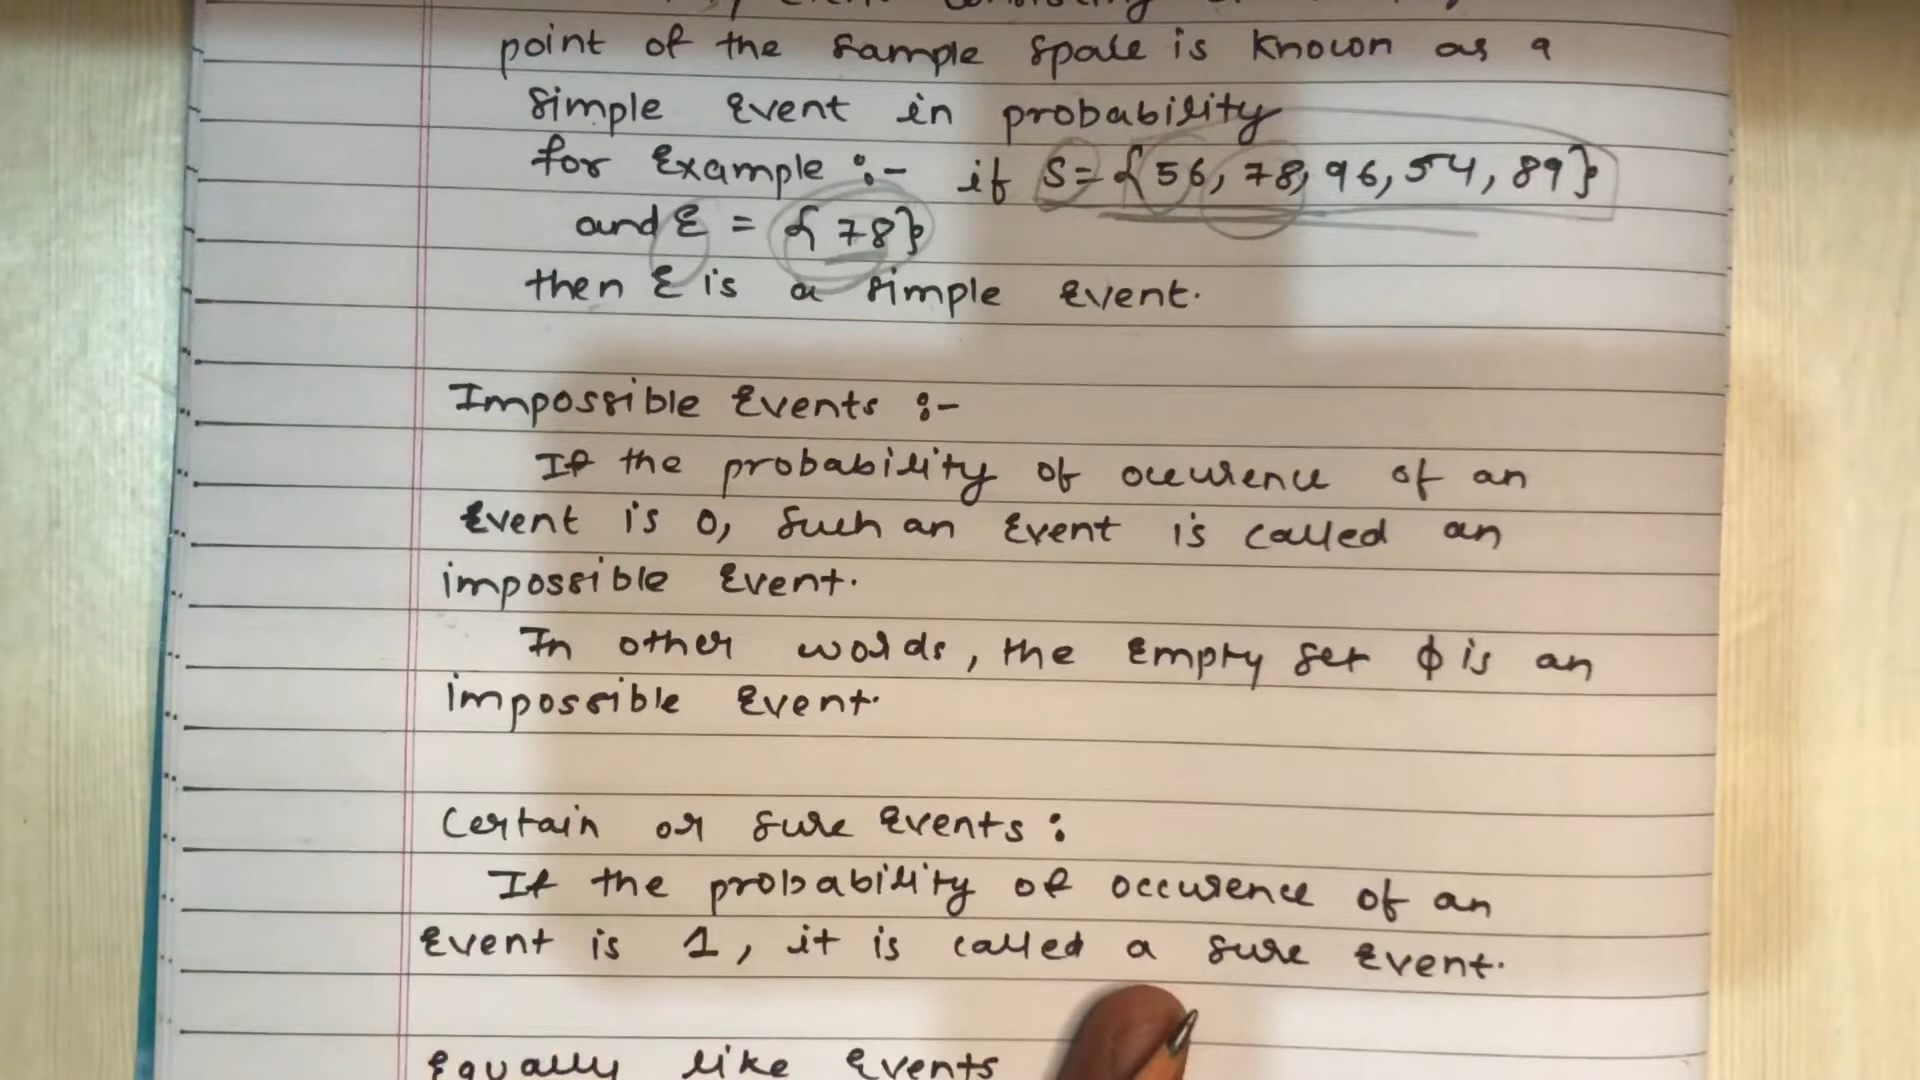 consisting
point of the sample space is known as a
simple Event in probability
for Example :- if S={56, 78, 96, 54, 89}
and E = {78}
then E is a simple Event.
Impossible Events :-
If the probability of occurence of an
Event is 0, such an Event is called an
impossible Event.
In other words, the Empty set ϕ is an
impossible Event.
Certain or sure Events :
If the probability of occurence of an
Event is 1, it is called a sure Event.
Equally like Events